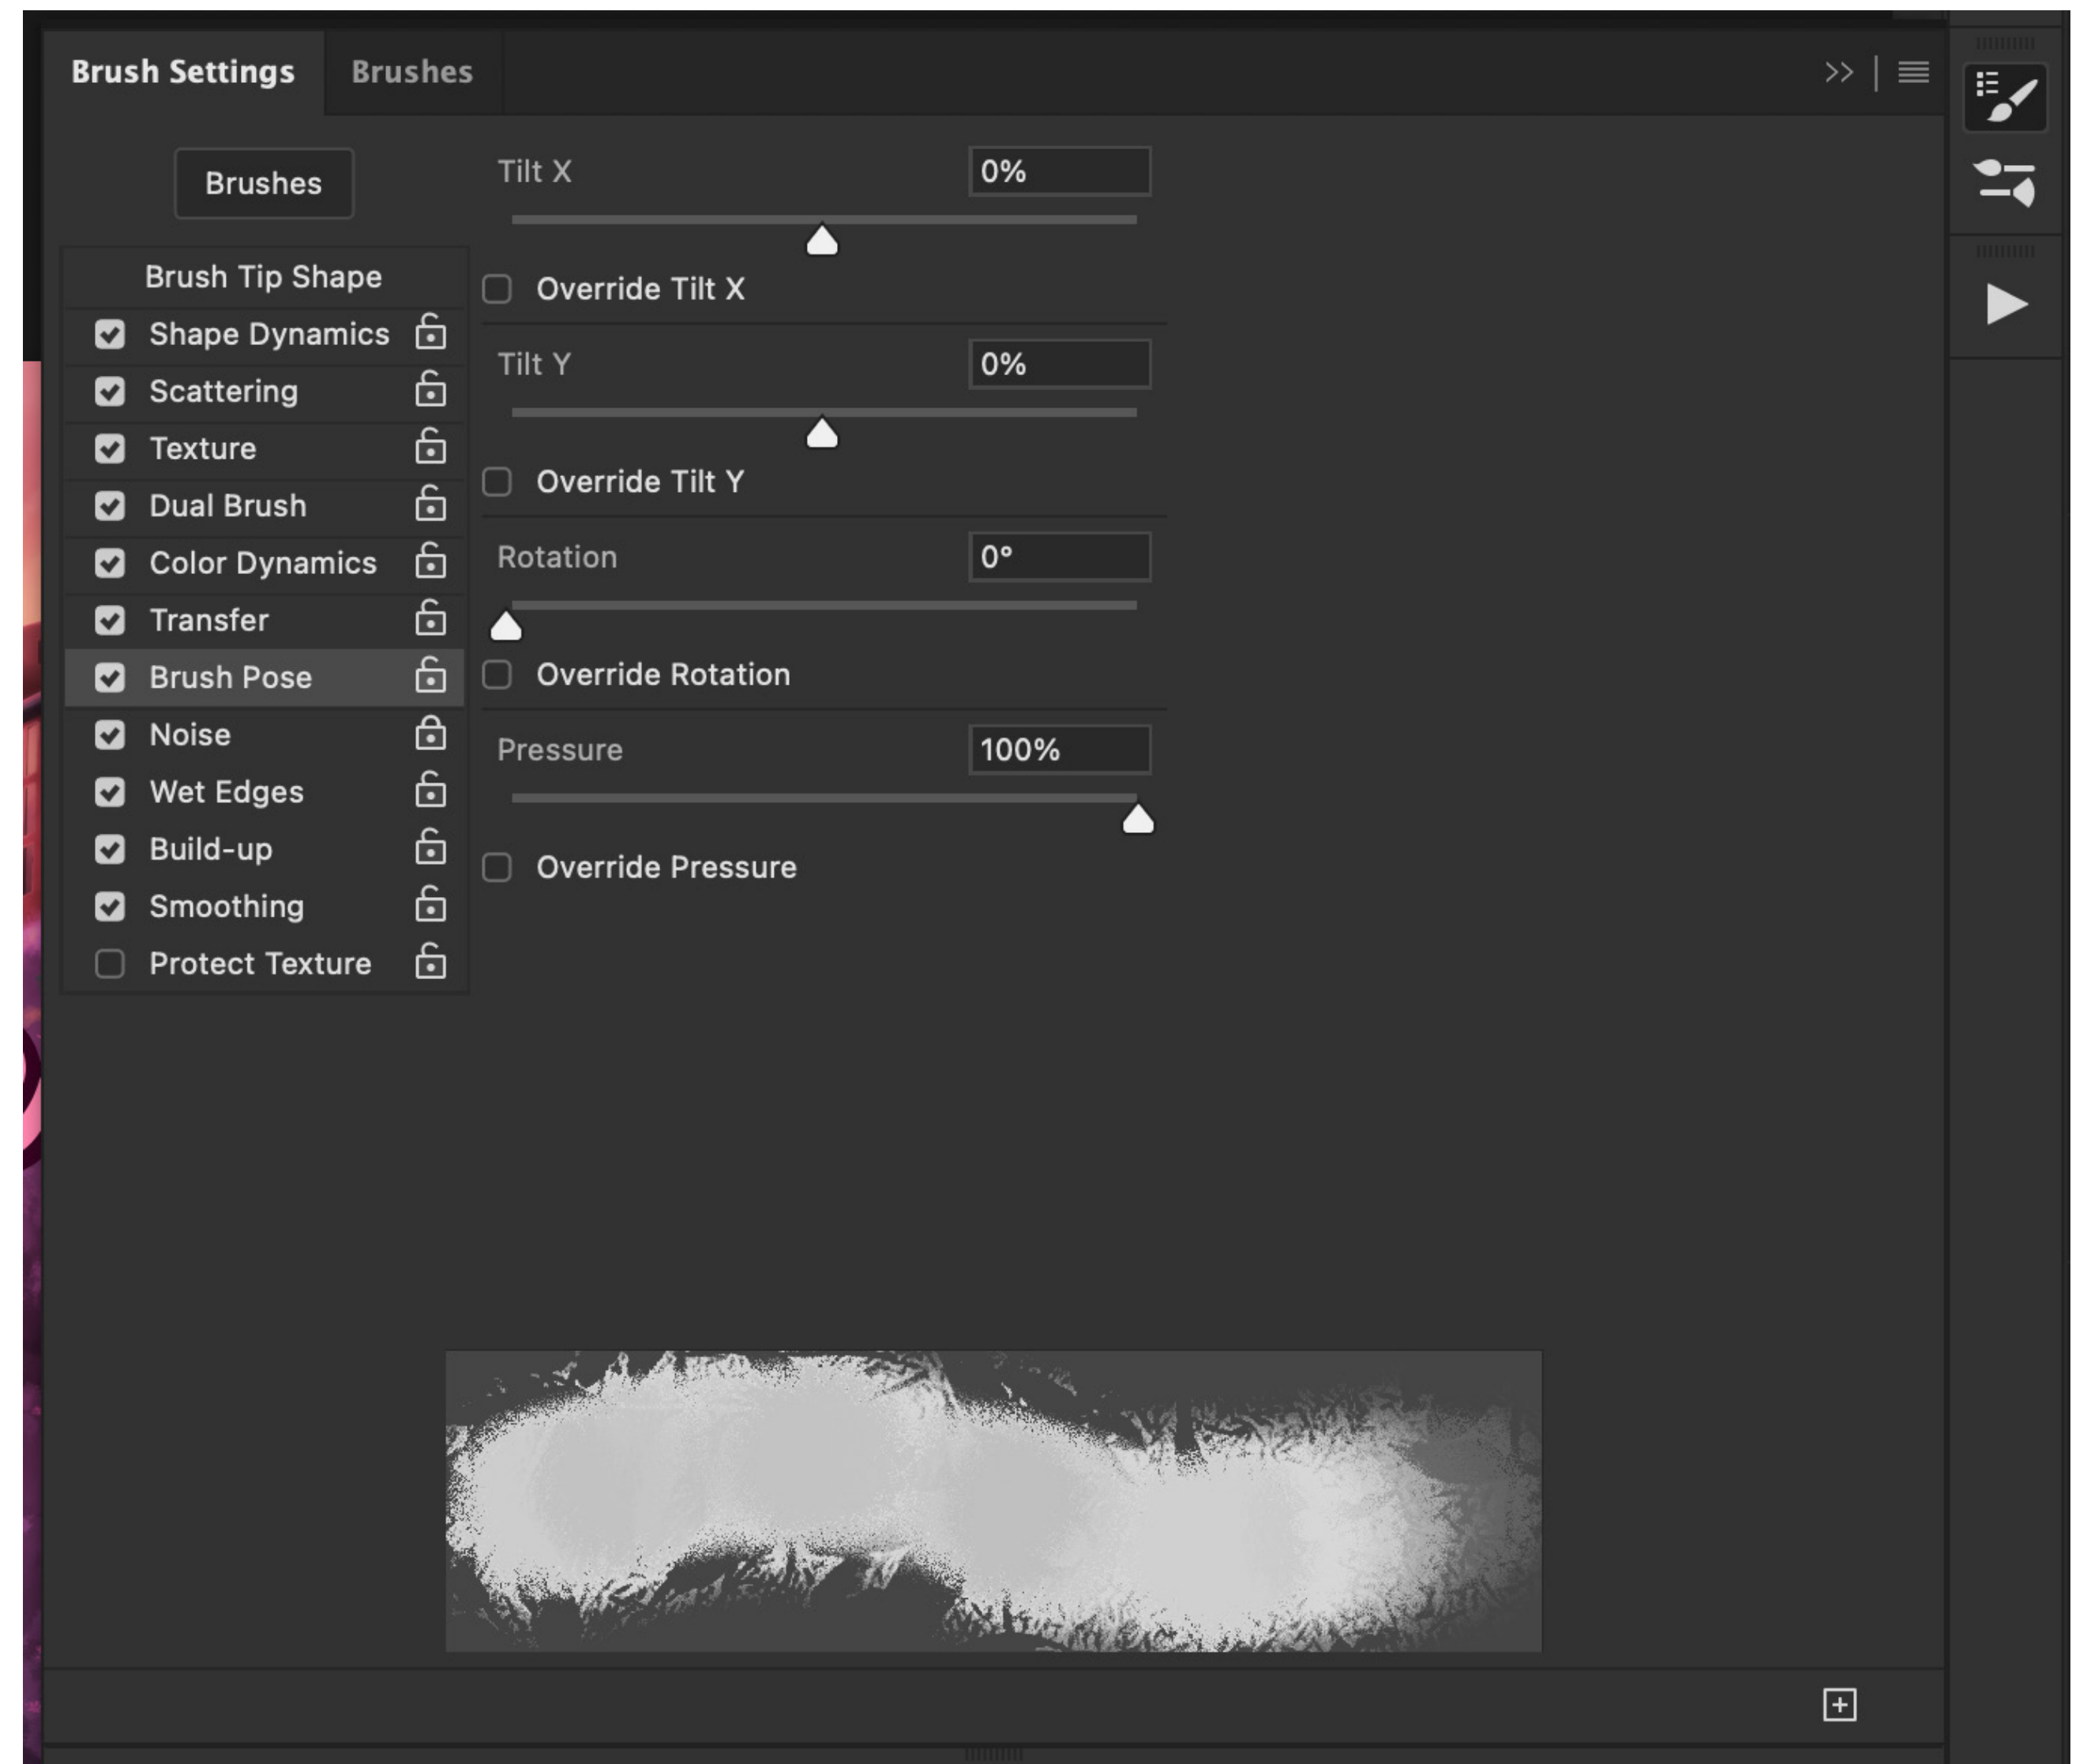 Brush Settings
Brushes
Brushes
Brush Tip Shape
Shape Dynamics
Scattering
Texture
Dual Brush
Color Dynamics
Transfer
Brush Pose
Noise
Wet Edges
Build-up
Smoothing
Protect Texture
Tilt X 0%
Override Tilt X
Tilt Y 0%
Override Tilt Y
Rotation 0°
Override Rotation
Pressure 100%
Override Pressure